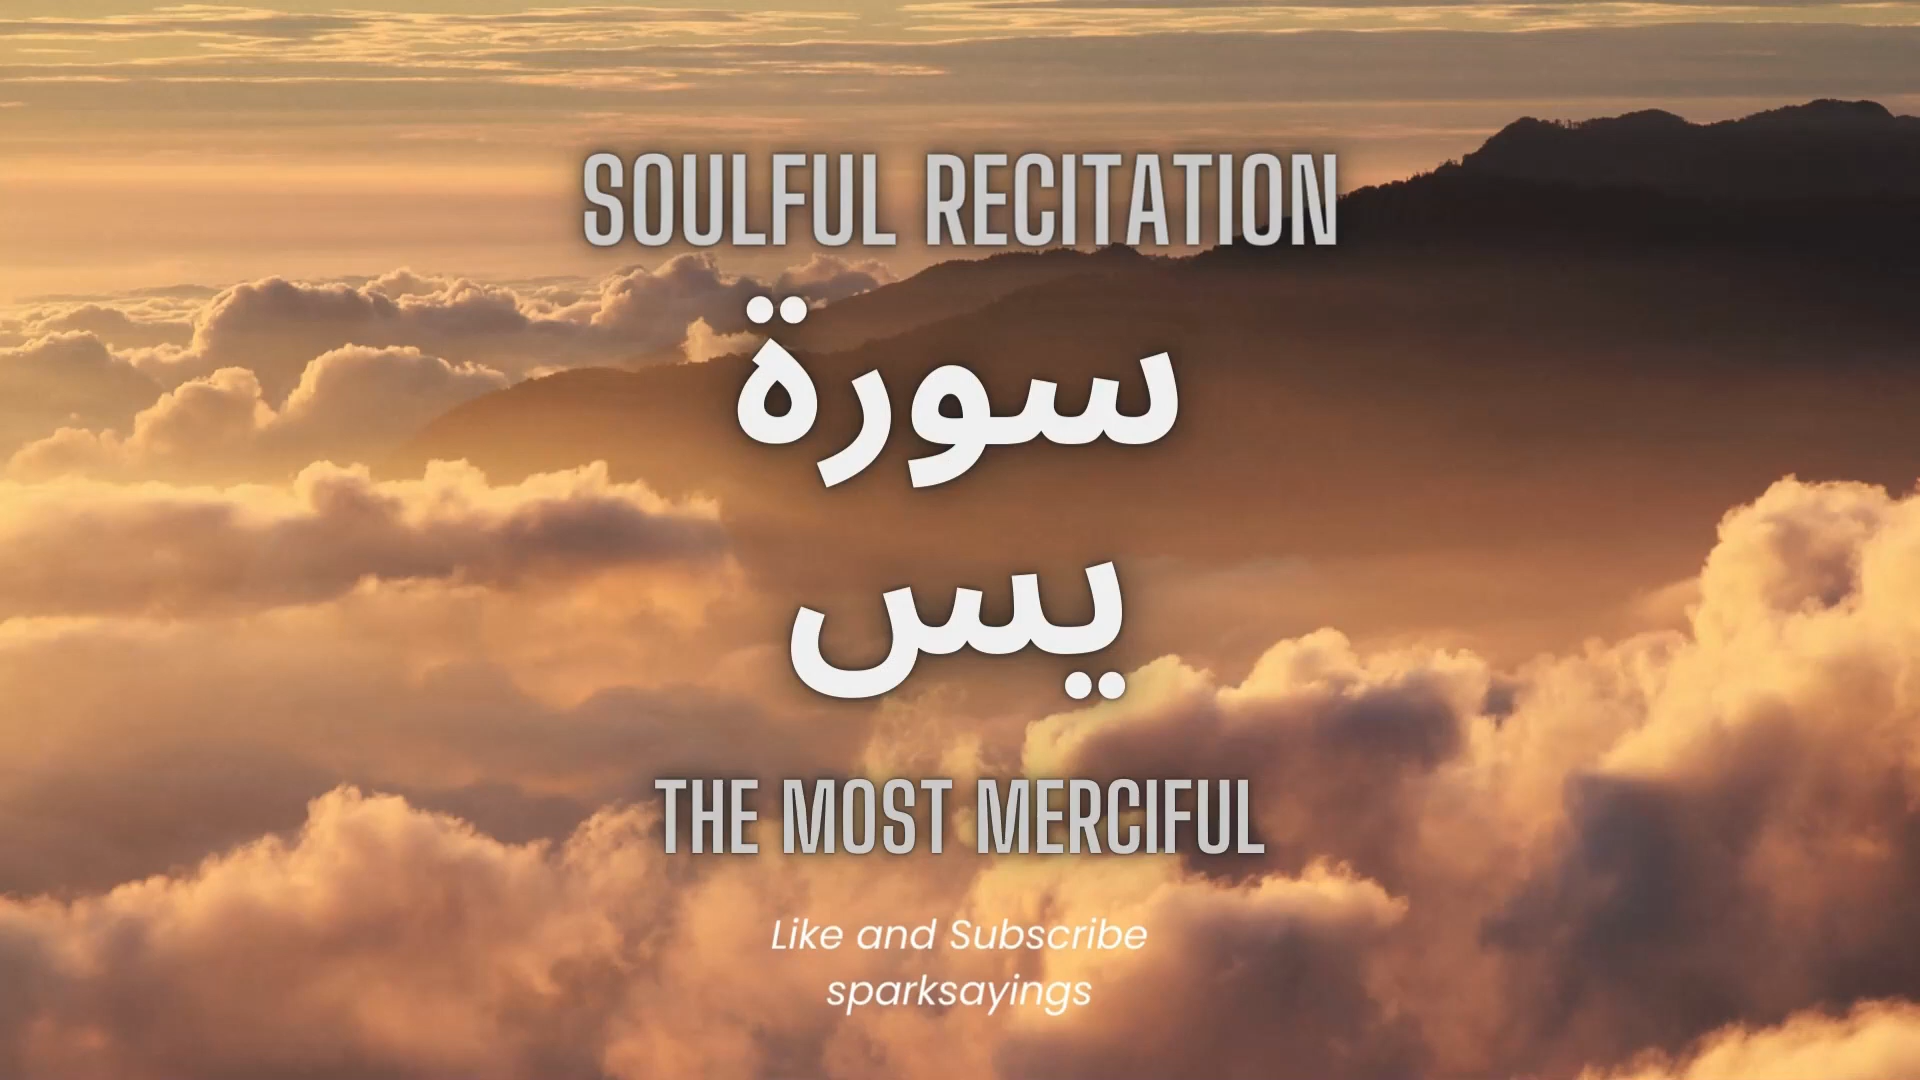 SOULFUL RECITATION
سورة
يس
THE MOST MERCIFUL
Like and Subscribe
sparksayings